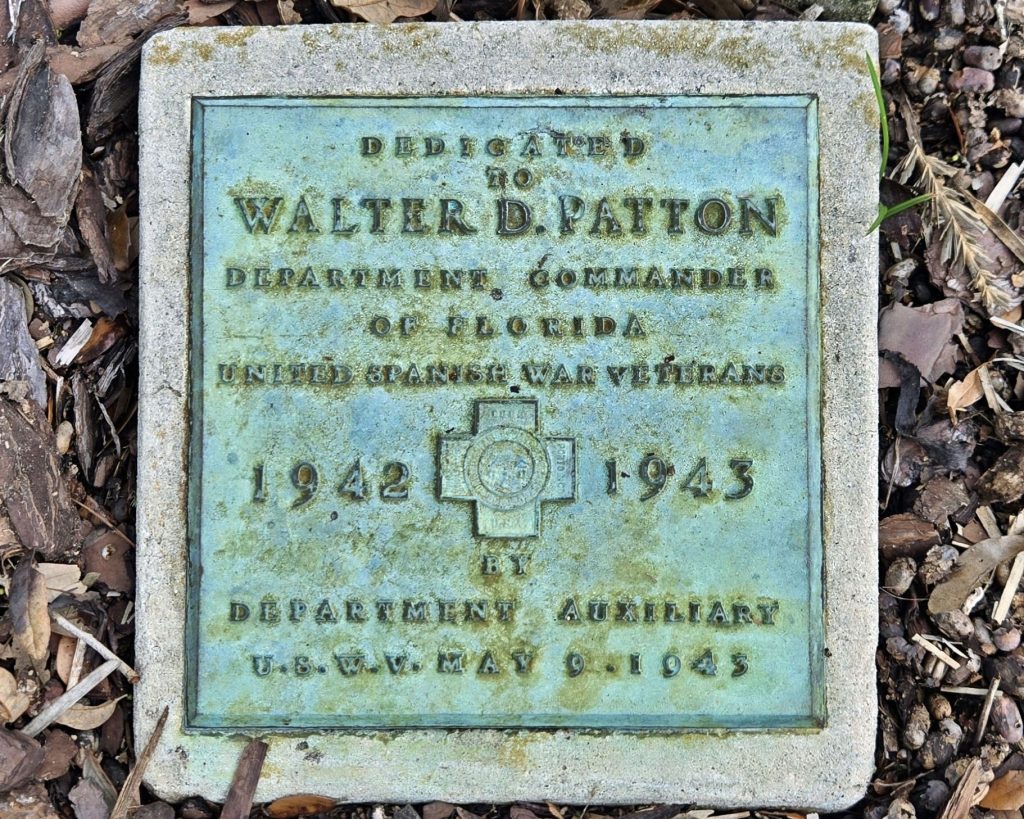 DEDICATED
TO
WALTER D. PATTON
DEPARTMENT COMMANDER
OF FLORIDA
UNITED SPANISH WAR VETERANS
1942 1943
BY
DEPARTMENT AUXILIARY
U.S.W.V. MAY 9. 1943